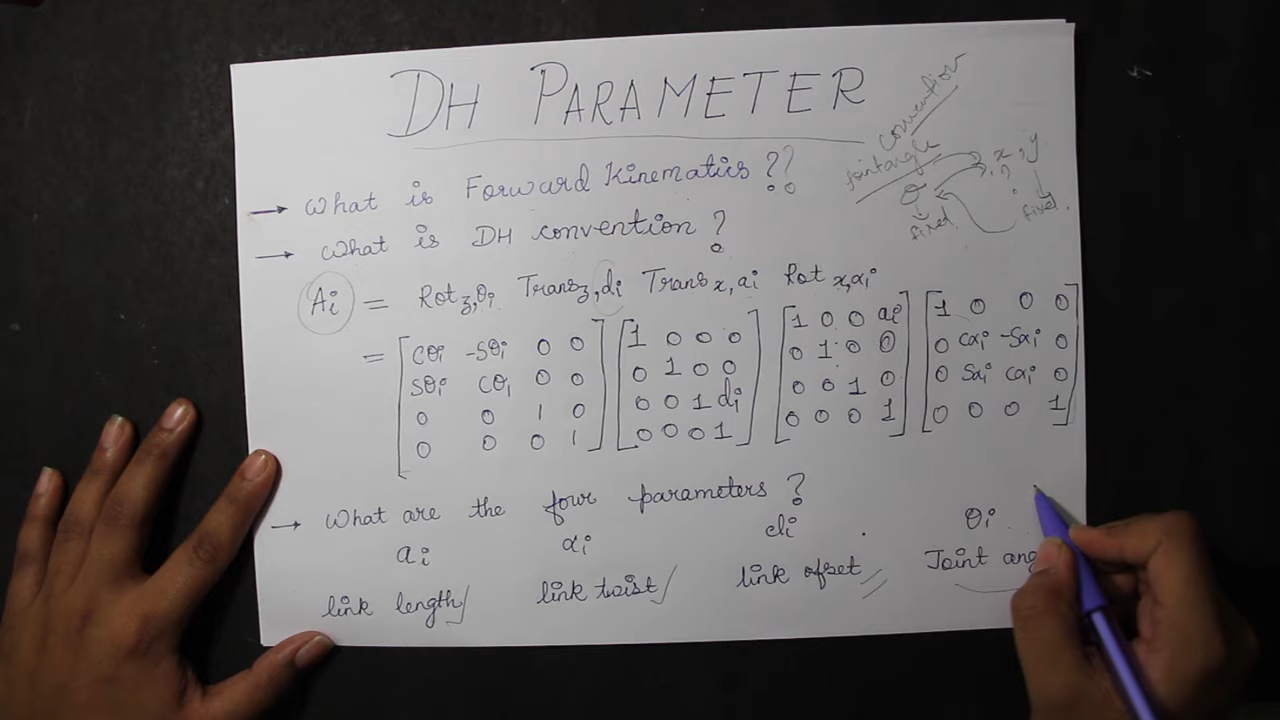 DH PARAMETER
convention
joint angle
θ
x, y
?
fixed
fixed.
→ What is Forward Kinematics ??
→ What is DH convention?
Ai = Rotz,θi Transz,di Transx,ai Rotx,αi
= [Cθi -Sθi 0 0] [1 0 0 0] [1 0 0 ai] [1 0 0 0]
[Sθi Cθi 0 0] [0 1 0 0] [0 1 0 0] [0 Cαi -Sαi 0]
[0 0 1 0] [0 0 1 di] [0 0 1 0] [0 Sαi Cαi 0]
[0 0 0 1] [0 0 0 1] [0 0 0 1] [0 0 0 1]
→ What are the four parameters?
ai αi di θi
link length link twist link ofset Joint ang